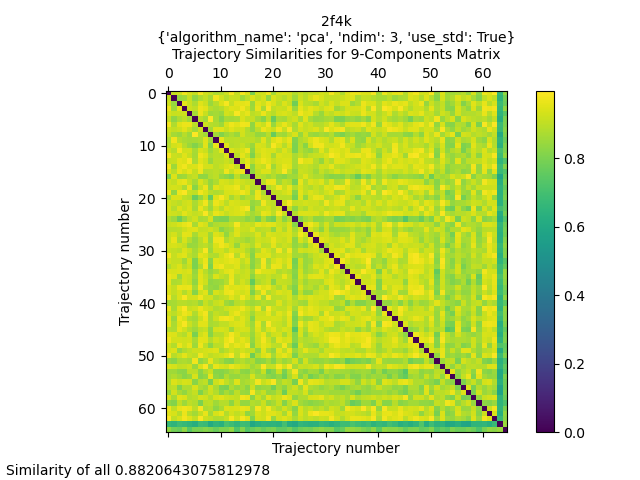 2f4k
{'algorithm_name': 'pca', 'ndim': 3, 'use_std': True}
Trajectory Similarities for 9-Components Matrix
0 10 20 30 40 50 60
0
10
20
30
40
50
60
Trajectory number
Trajectory number
0.8
0.6
0.4
0.2
0.0
Similarity of all 0.8820643075812978